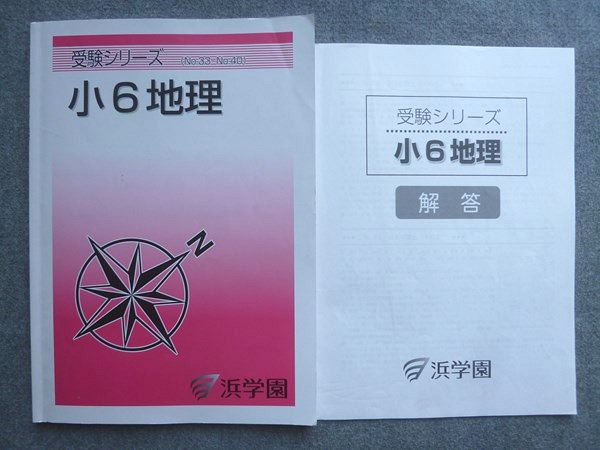 受験シリーズ (No.33~No.40)
小6地理
N
浜学園
受験シリーズ
小6地理
解答
浜学園